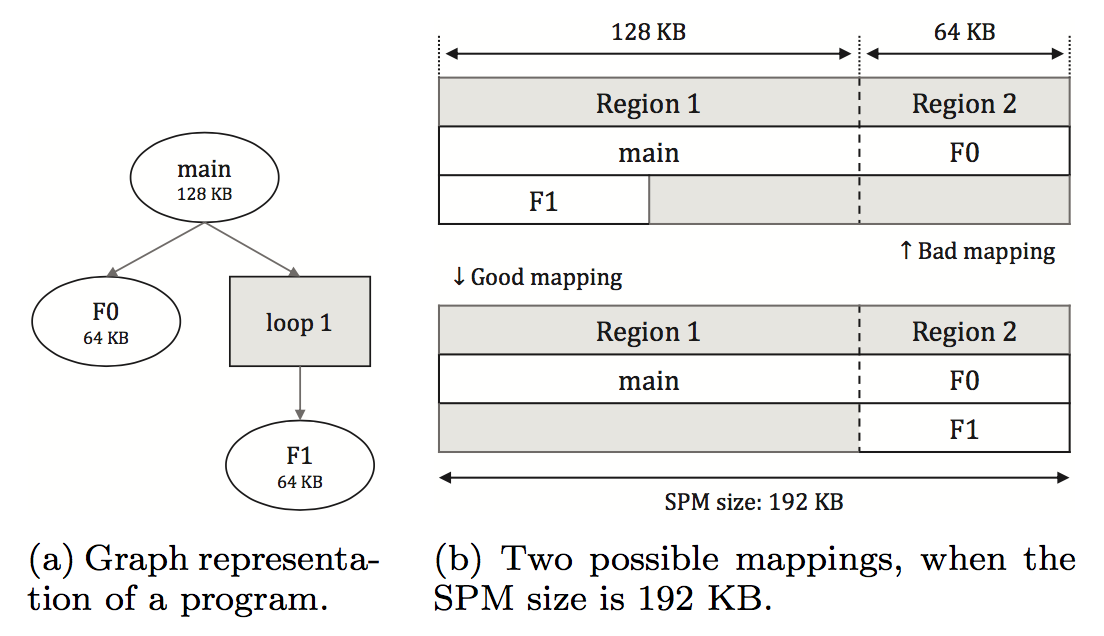 main
128 KB
F0
64 KB
loop 1
F1
64 KB
(a) Graph representa-
tion of a program.
128 KB
64 KB
Region 1
Region 2
main
F0
F1
↑ Bad mapping
↓ Good mapping
Region 1
Region 2
main
F0
F1
SPM size: 192 KB
(b) Two possible mappings, when the
SPM size is 192 KB.